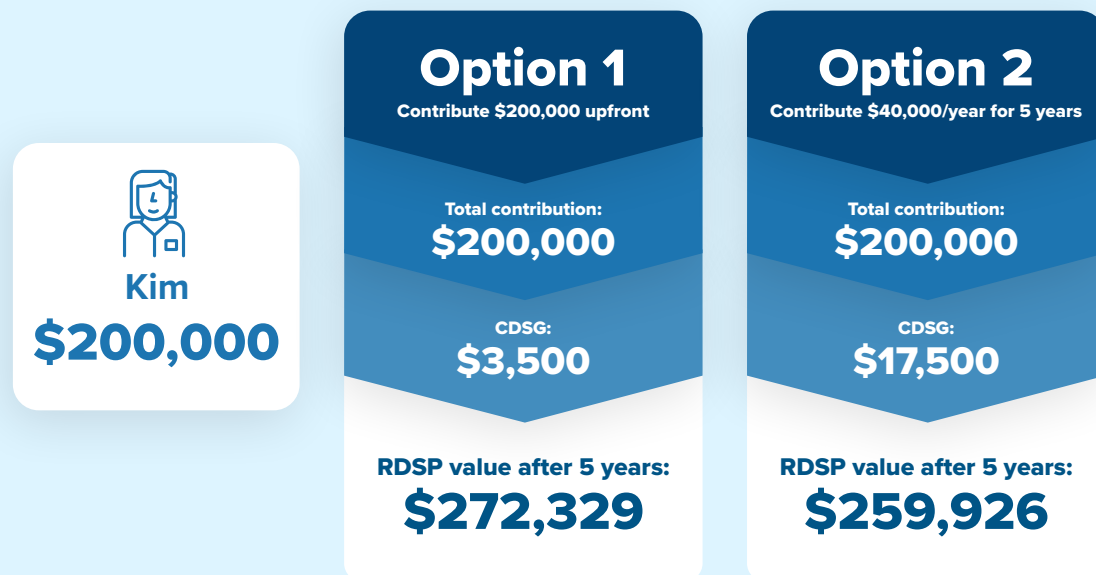 Kim
$200,000
Option 1
Contribute $200,000 upfront
Total contribution:
$200,000
CDSG:
$3,500
RDSP value after 5 years:
$272,329
Option 2
Contribute $40,000/year for 5 years
Total contribution:
$200,000
CDSG:
$17,500
RDSP value after 5 years:
$259,926